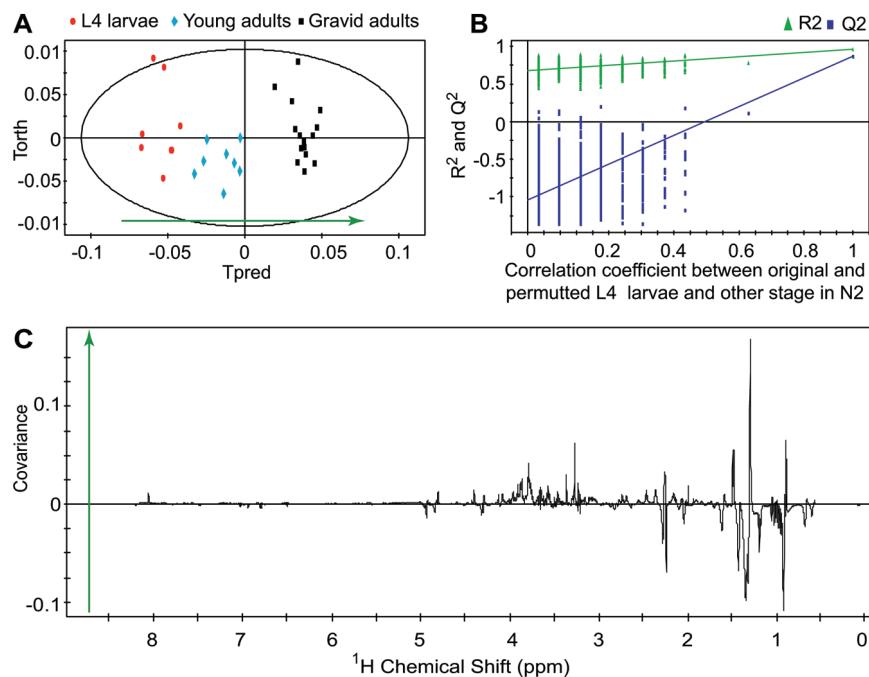 A
L4 larvae Young adults Gravid adults
0.01
0.05
0
-0.05
-0.01
Torth
-0.1 -0.05 0 0.05 0.1
Tpred
B
R2 Q2
1
0.5
0
-0.5
-1
R² and Q²
0 0.2 0.4 0.6 0.8 1
Correlation coefficient between original and
permutted L4 larvae and other stage in N2
C
Covariance
0.1
0
-0.1
8 7 6 5 4 3 2 1 0
¹H Chemical Shift (ppm)